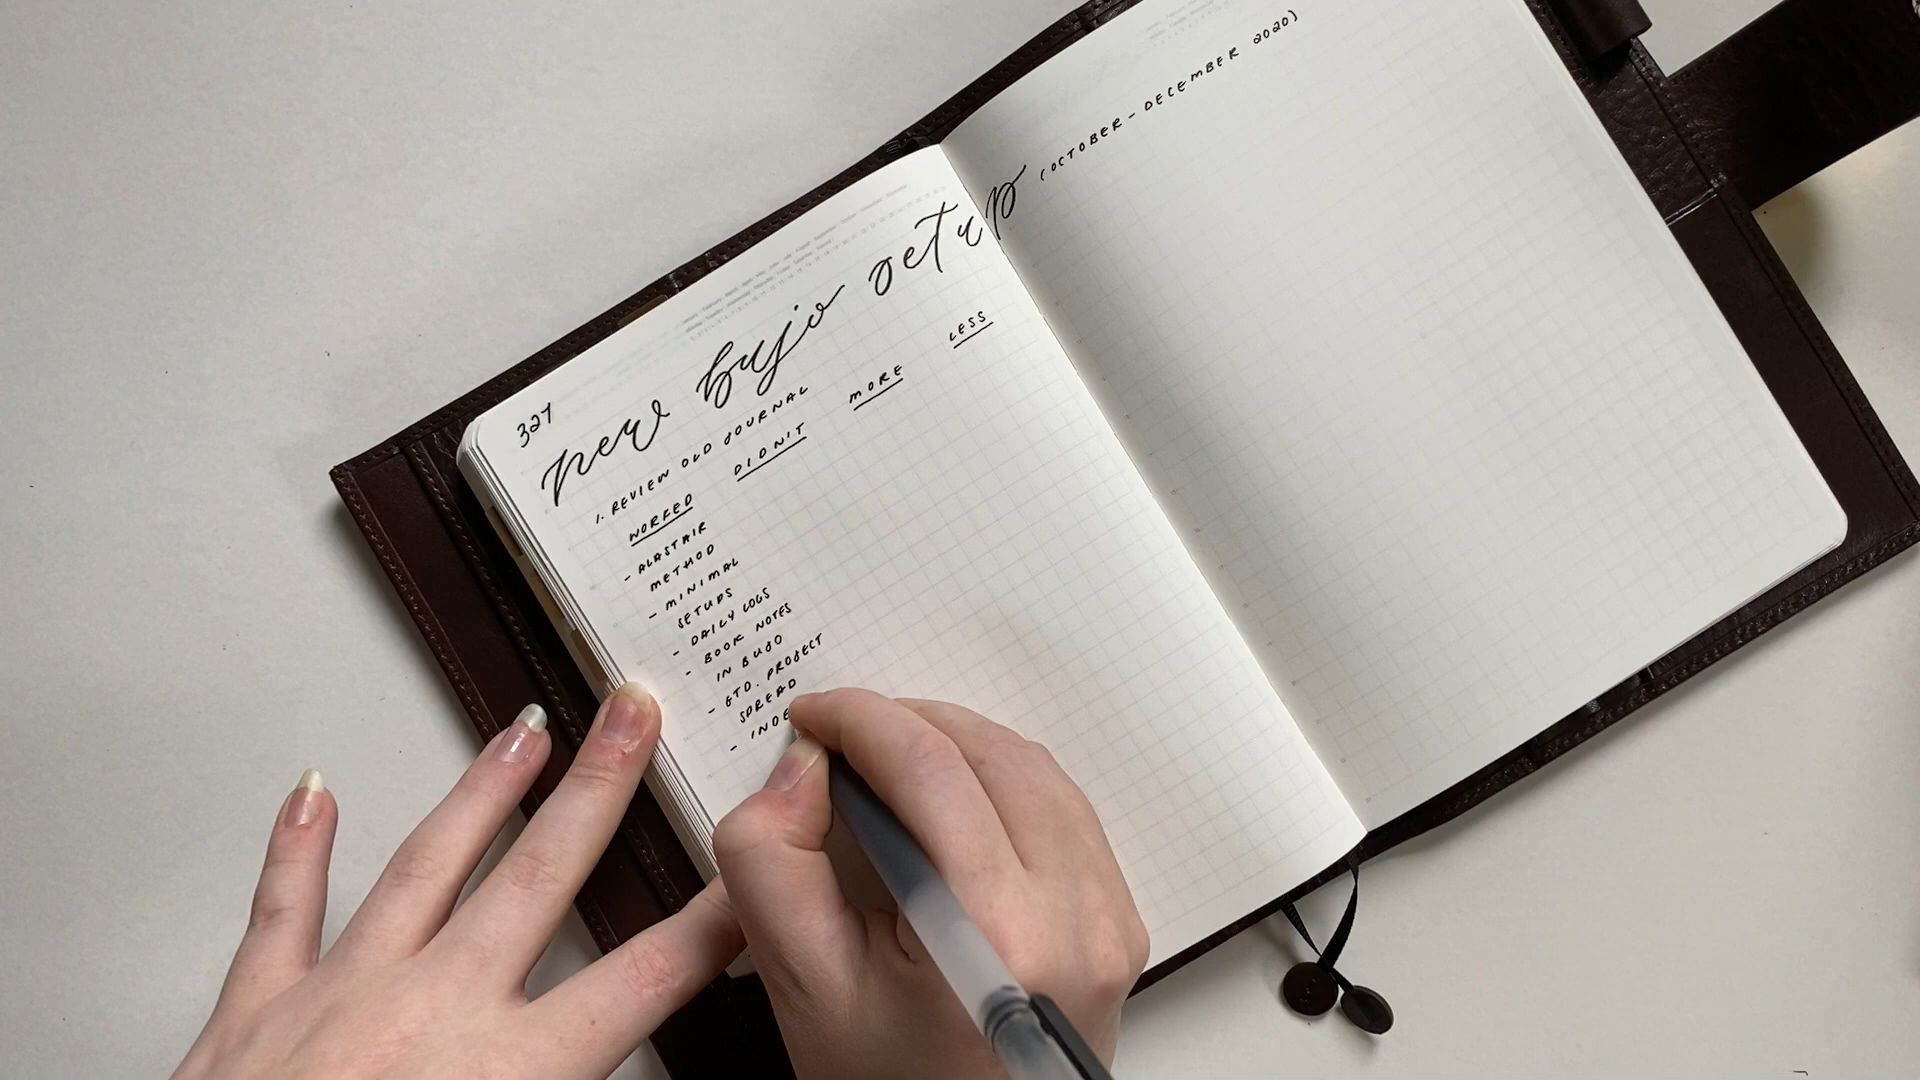 327
new bujo setup (OCTOBER - DECEMBER 2020)
1. REVIEW OLD JOURNAL
WORKED DIDN'T MORE LESS
- ALASTAIR
METHOD
- MINIMAL
SETUPS
- DAILY LOGS
- BOOK NOTES
IN BUJO
- GTD. PROJECT
SPREAD
- INDE